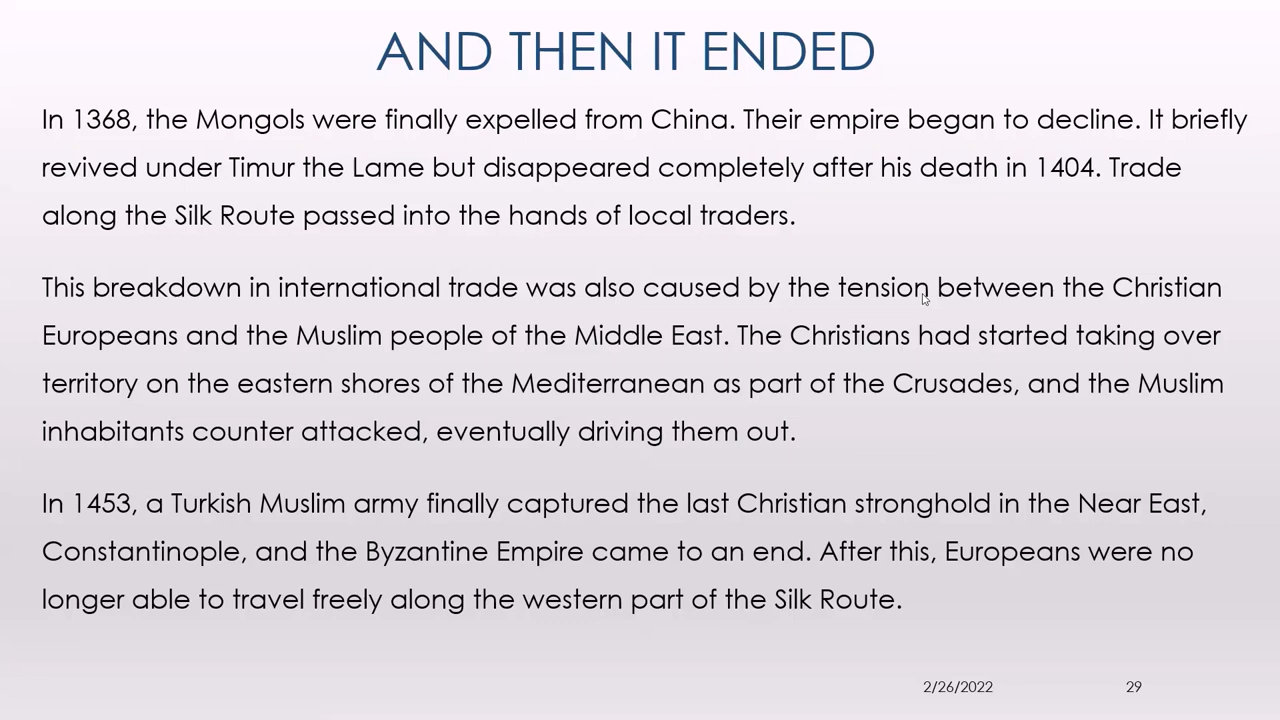 AND THEN IT ENDED
In 1368, the Mongols were finally expelled from China. Their empire began to decline. It briefly
revived under Timur the Lame but disappeared completely after his death in 1404. Trade
along the Silk Route passed into the hands of local traders.
This breakdown in international trade was also caused by the tension between the Christian
Europeans and the Muslim people of the Middle East. The Christians had started taking over
territory on the eastern shores of the Mediterranean as part of the Crusades, and the Muslim
inhabitants counter attacked, eventually driving them out.
In 1453, a Turkish Muslim army finally captured the last Christian stronghold in the Near East,
Constantinople, and the Byzantine Empire came to an end. After this, Europeans were no
longer able to travel freely along the western part of the Silk Route.
2/26/2022 29